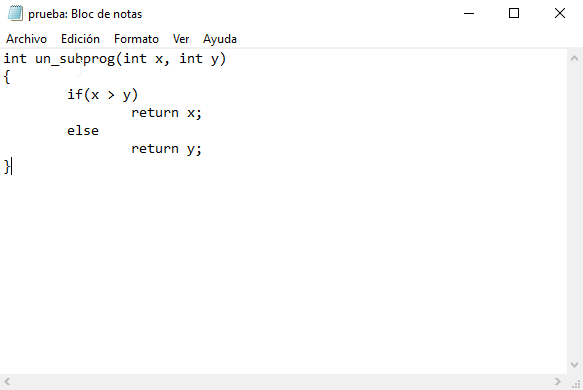 prueba: Bloc de notas
Archivo Edición Formato Ver Ayuda
int un_subprog(int x, int y)
{
        if(x > y)
                return x;
        else
                return y;
}